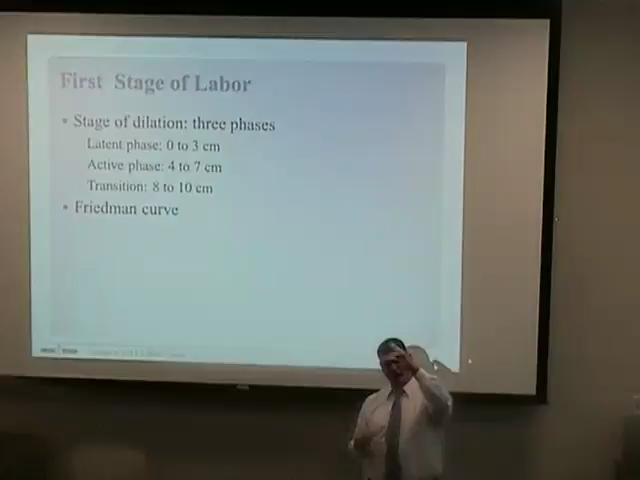 First Stage of Labor
• Stage of dilation: three phases
Latent phase: 0 to 3 cm
Active phase: 4 to 7 cm
Transition: 8 to 10 cm
• Friedman curve